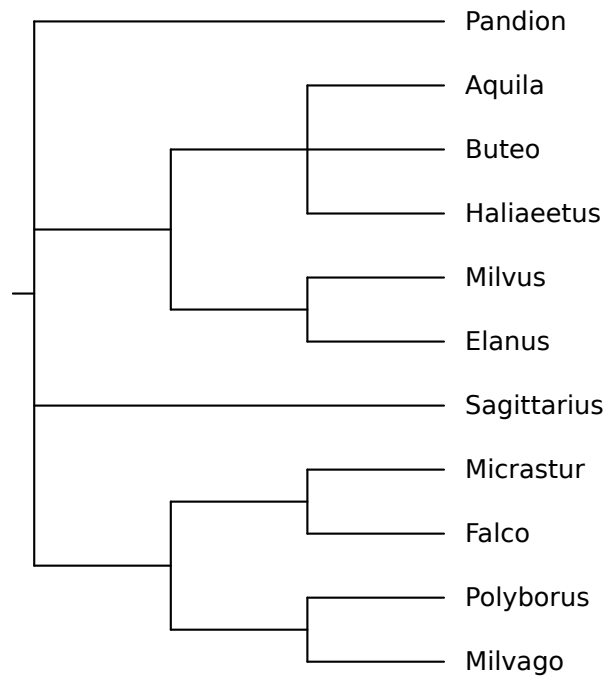 Pandion
Aquila
Buteo
Haliaeetus
Milvus
Elanus
Sagittarius
Micrastur
Falco
Polyborus
Milvago